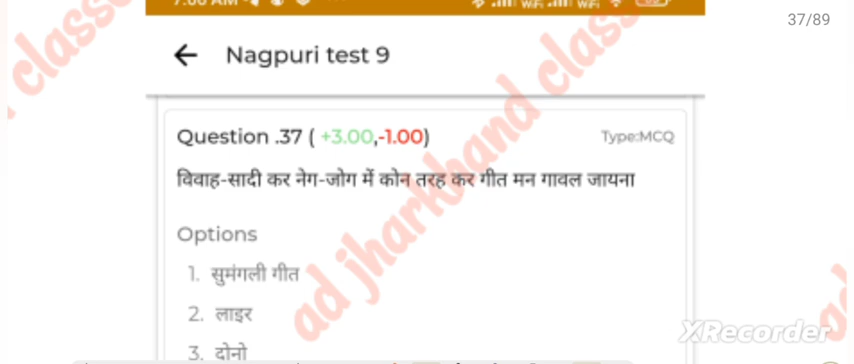 37/89
Nagpuri test 9
Question .37 ( +3.00,-1.00)
Type:MCQ
विवाह-सादी कर नेग-जोग में कोन तरह कर गीत मन गावल जायना
Options
1. सुमंगली गीत
2. लाइर
3. दोनो
ad jharkhand class
class
XRecorder